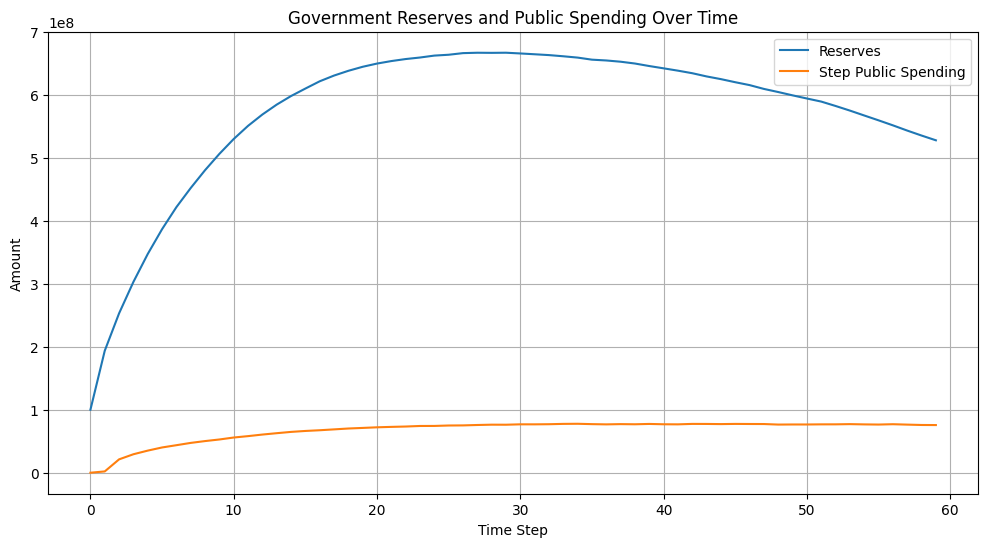 Government Reserves and Public Spending Over Time
1e8
7
6
5
4
3
2
1
0
Amount
Reserves
Step Public Spending
0 10 20 30 40 50 60
Time Step